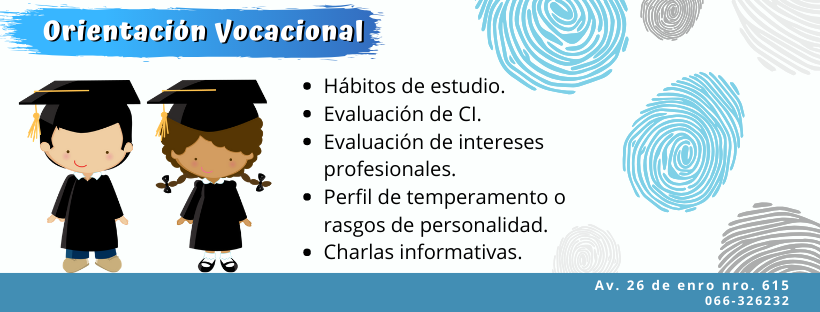 Orientación Vocacional
• Hábitos de estudio.
• Evaluación de CI.
• Evaluación de intereses
profesionales.
• Perfil de temperamento o
rasgos de personalidad.
• Charlas informativas.
Av. 26 de enro nro. 615
066-326232